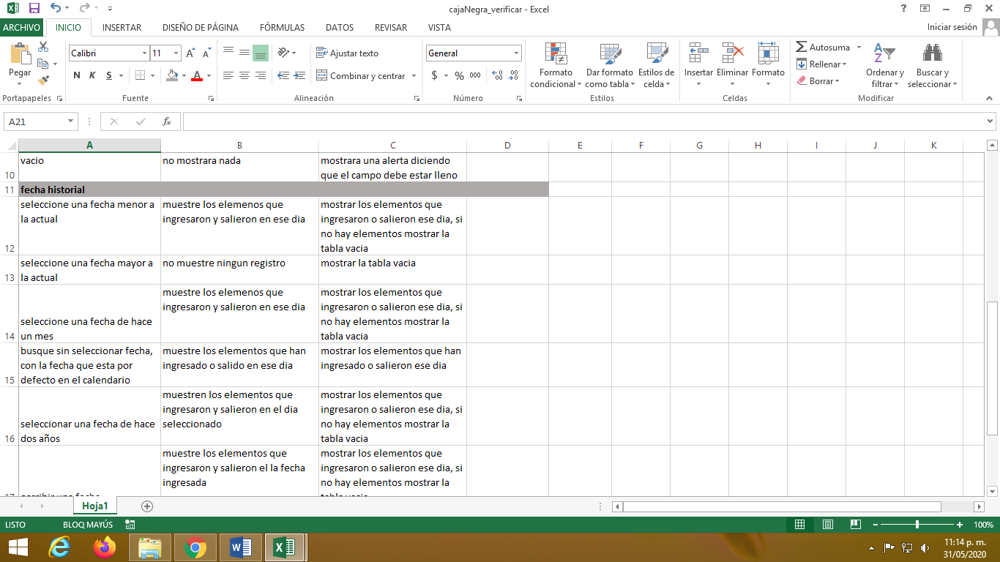 cajaNegra_verificar - Excel
ARCHIVO INICIO INSERTAR DISEÑO DE PÁGINA FÓRMULAS DATOS REVISAR VISTA Iniciar sesión
Pegar
Calibri 11
N K S
Ajustar texto
Combinar y centrar
General
$ % 000
Formato condicional
Dar formato como tabla
Estilos de celda
Insertar Eliminar Formato
Autosuma
Rellenar
Borrar
Ordenar y filtrar
Buscar y seleccionar
Portapapeles Fuente Alineación Número Estilos Celdas Modificar
A21 fx
A B C D E F G H I J K
10
vacio
no mostrara nada
mostrara una alerta diciendo
que el campo debe estar lleno
11 fecha historial
12
seleccione una fecha menor a
la actual
muestre los elemenos que
ingresaron y salieron en ese dia
mostrar los elementos que
ingresaron o salieron ese dia, si
no hay elementos mostrar la
tabla vacia
13
seleccione una fecha mayor a
la actual
no muestre ningun registro
mostrar la tabla vacia
14
seleccione una fecha de hace
un mes
muestre los elemenos que
ingresaron y salieron en ese dia
mostrar los elementos que
ingresaron o salieron ese dia, si
no hay elementos mostrar la
tabla vacia
15
busque sin seleccionar fecha,
con la fecha que esta por
defecto en el calendario
muestre los elementos que han
ingresado o salido en ese dia
mostrar los elementos que han
ingresado o salieron ese dia
16
seleccionar una fecha de hace
dos años
muestren los elementos que
ingresaron y salieron en el dia
seleccionado
mostrar los elementos que
ingresaron o salieron ese dia, si
no hay elementos mostrar la
tabla vacia
muestre los elementos que
ingresaron y salieron el la fecha
ingresada
mostrar los elementos que
ingresaron o salieron ese dia, si
no hay elementos mostrar la
Hoja1
LISTO BLOQ MAYÚS 100%
11:14 p. m.
31/05/2020